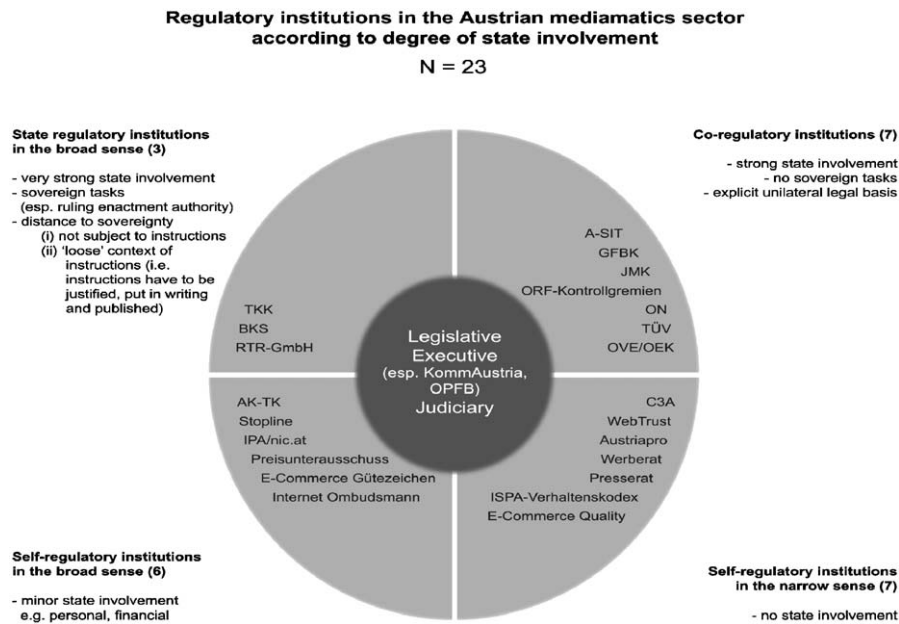 Regulatory institutions in the Austrian mediamatics sector
according to degree of state involvement
N = 23
State regulatory institutions
in the broad sense (3)
- very strong state involvement
- sovereign tasks
(esp. ruling enactment authority)
- distance to sovereignty
(i) not subject to instructions
(ii) ‘loose’ context of
instructions (i.e.
instructions have to be
justified, put in writing
and published)
Co-regulatory institutions (7)
- strong state involvement
- no sovereign tasks
- explicit unilateral legal basis
TKK
BKS
RTR-GmbH
A-SIT
GFBK
JMK
ORF-Kontrollgremien
ON
TÜV
OVE/OEK
Legislative
Executive
(esp. KommAustria,
OPFB)
Judiciary
AK-TK
Stopline
IPA/nic.at
Preisunterausschuss
E-Commerce Gütezeichen
Internet Ombudsmann
C3A
WebTrust
Austriapro
Werberat
Presserat
ISPA-Verhaltenskodex
E-Commerce Quality
Self-regulatory institutions
in the broad sense (6)
- minor state involvement
e.g. personal, financial
Self-regulatory institutions
in the narrow sense (7)
- no state involvement